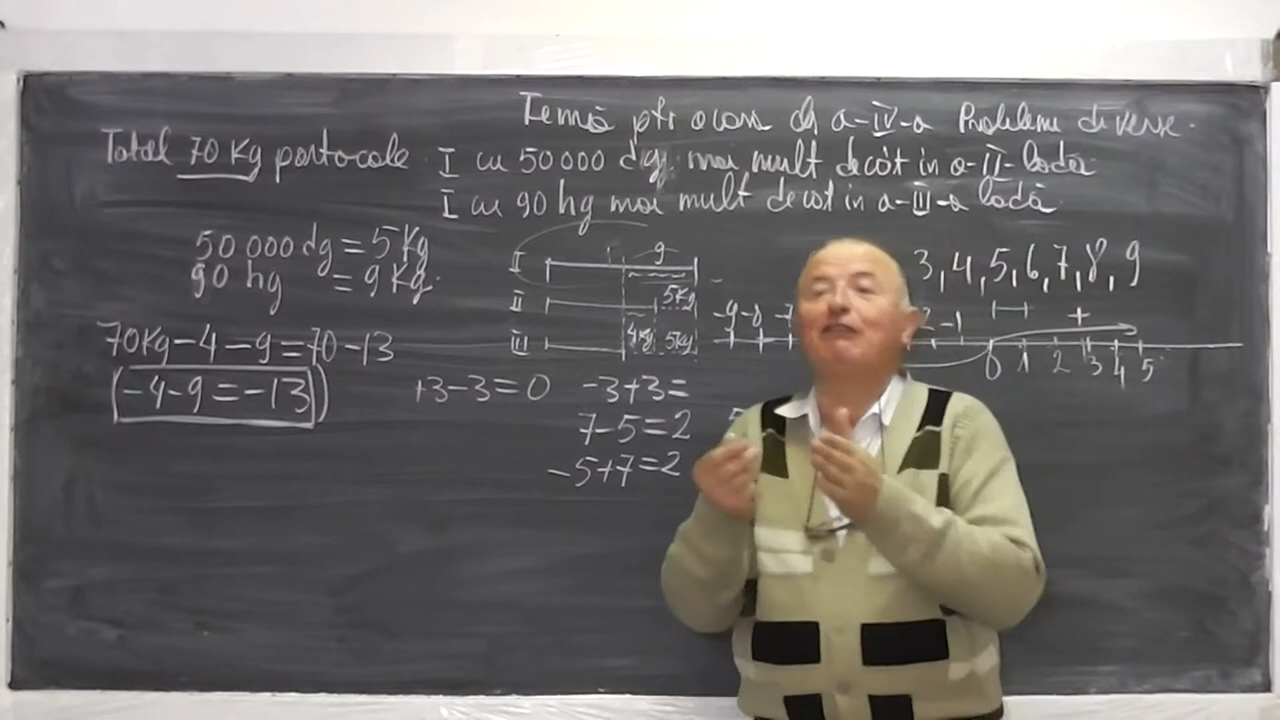 Temă ptr acasă cls a-IV-a Probleme diverse.
Total 70 Kg portocale. I cu 50 000 dg mai mult decât în a-II-ladă
I cu 90 hg mai mult decât în a-III-a ladă
50 000 dg = 5 Kg
90 hg = 9 Kg.
70Kg-4-9=70-13
(-4-9=-13)
+3-3=0
-3+3=
7-5=2
-5+7=2
I 9
II 5Kg
III 4Kg 5Kg
3,4,5,6,7,8,9
-9 -8 -7 -1 +
0 1 2 3 4 5